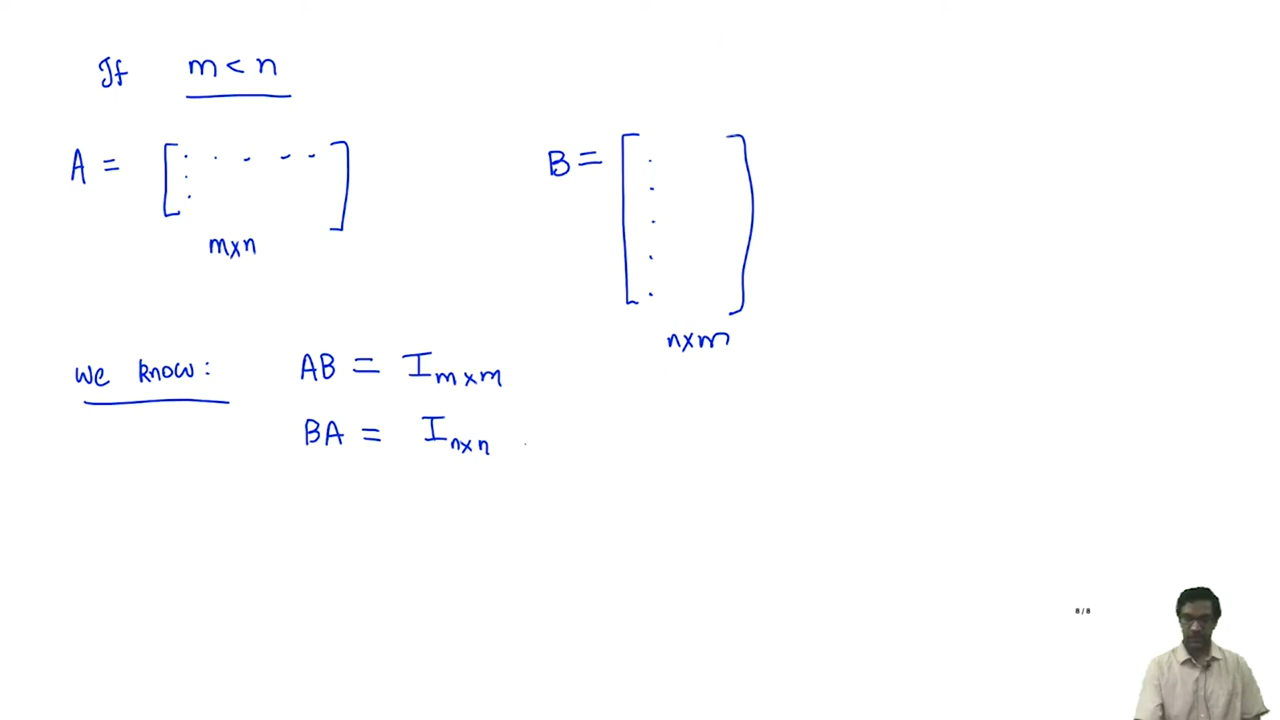 If m < n
A = [ . . . . . . . ] m×n
B = [ . . . . . ] n×m
We know: AB = I m×m
BA = I n×n
8 / 8